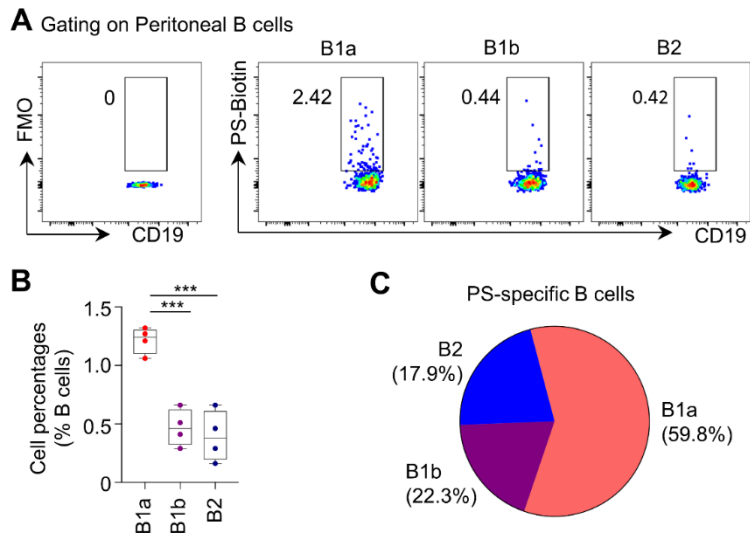 A Gating on Peritoneal B cells
B1a
B1b
B2
FMO
0
CD19
PS-Biotin
2.42
0.44
0.42
CD19
B
***
***
Cell percentages
(% B cells)
1.5
1.0
0.5
0.0
B1a
B1b
B2
C
PS-specific B cells
B2
(17.9%)
B1a
(59.8%)
B1b
(22.3%)